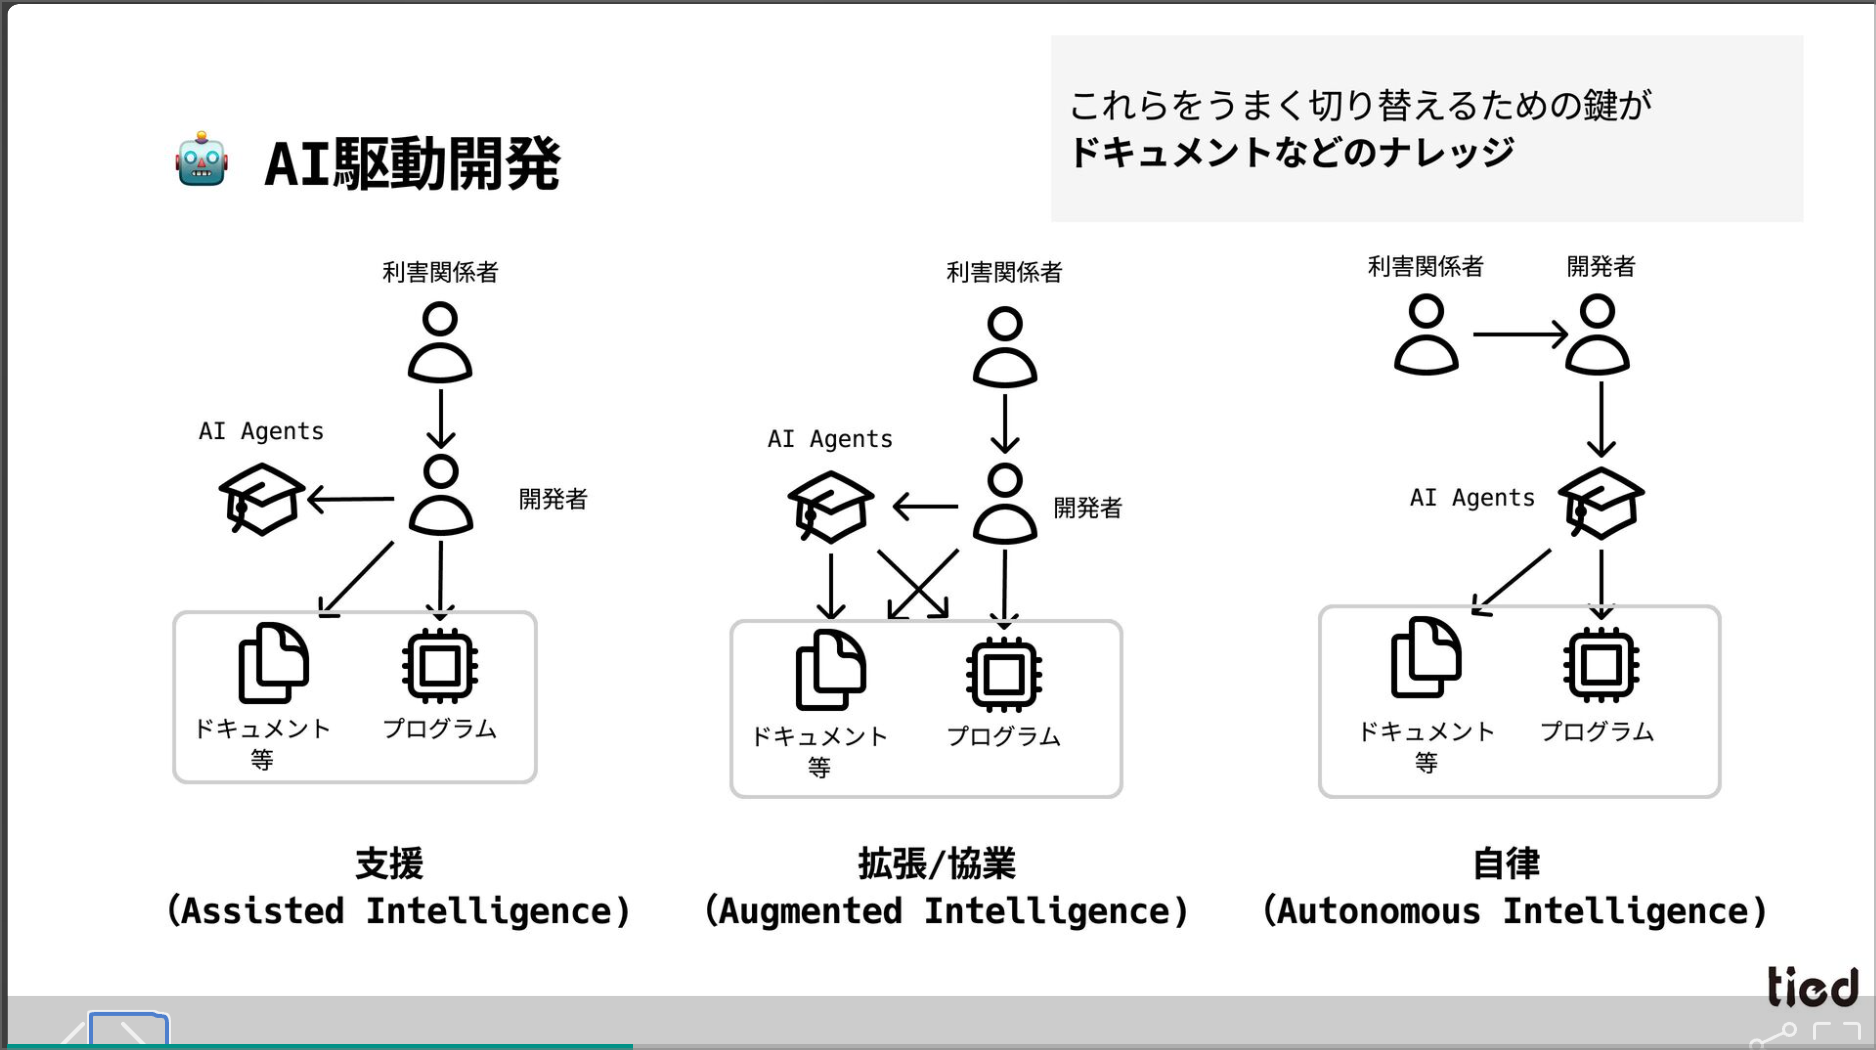 これらをうまく切り替えるための鍵が
ドキュメントなどのナレッジ
AI駆動開発
利害関係者
AI Agents
開発者
ドキュメント
等
プログラム
支援
(Assisted Intelligence)
利害関係者
AI Agents
開発者
ドキュメント
等
プログラム
拡張/協業
(Augmented Intelligence)
利害関係者
開発者
AI Agents
ドキュメント
等
プログラム
自律
(Autonomous Intelligence)
tied